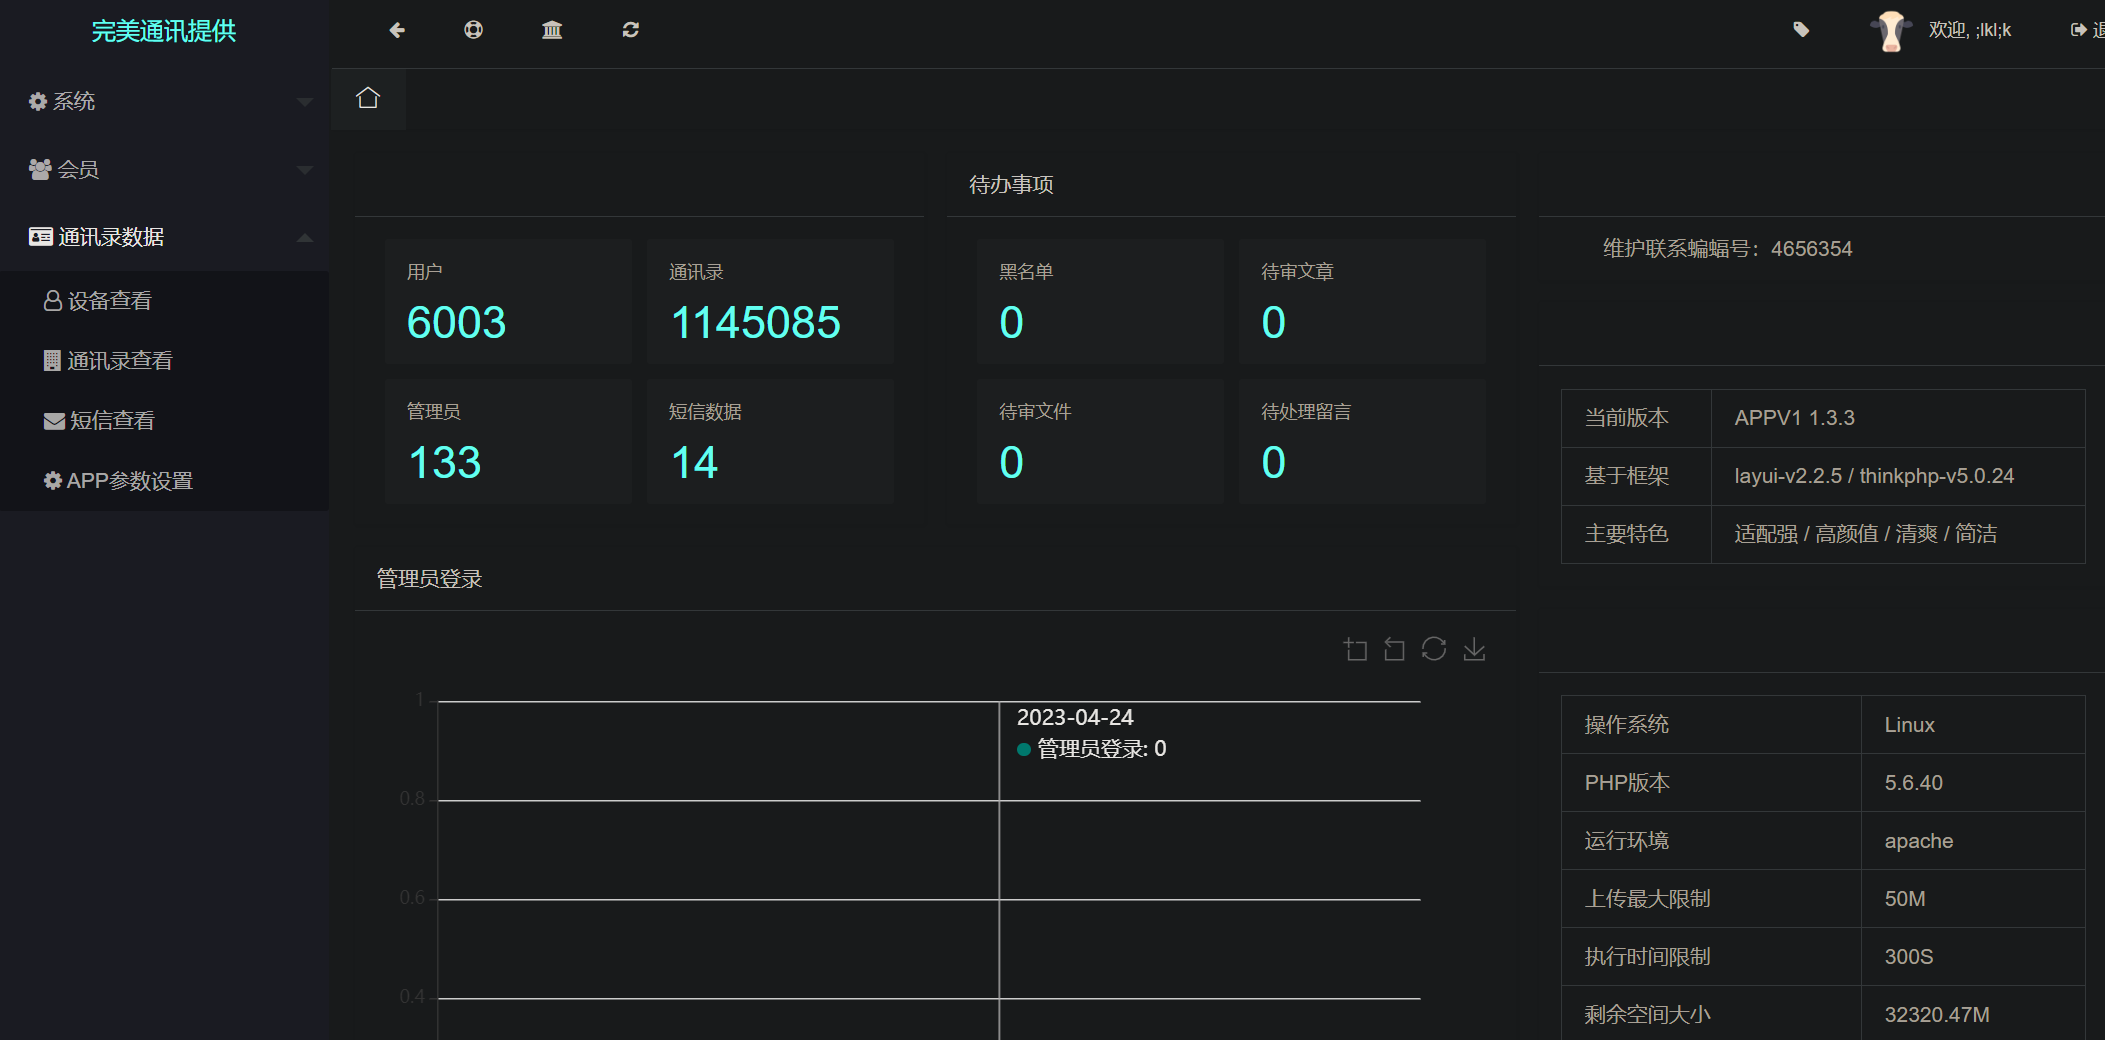 完美通讯提供
欢迎, ;lkl;k
系统
会员
通讯录数据
设备查看
通讯录查看
短信查看
APP参数设置
用户
6003
通讯录
1145085
管理员
133
短信数据
14
待办事项
黑名单
0
待审文章
0
待审文件
0
待处理留言
0
管理员登录
1
0.8
0.6
0.4
2023-04-24
管理员登录: 0
维护联系蝙蝠号：4656354
当前版本 APPV1 1.3.3
基于框架 layui-v2.2.5 / thinkphp-v5.0.24
主要特色 适配强 / 高颜值 / 清爽 / 简洁
操作系统 Linux
PHP版本 5.6.40
运行环境 apache
上传最大限制 50M
执行时间限制 300S
剩余空间大小 32320.47M